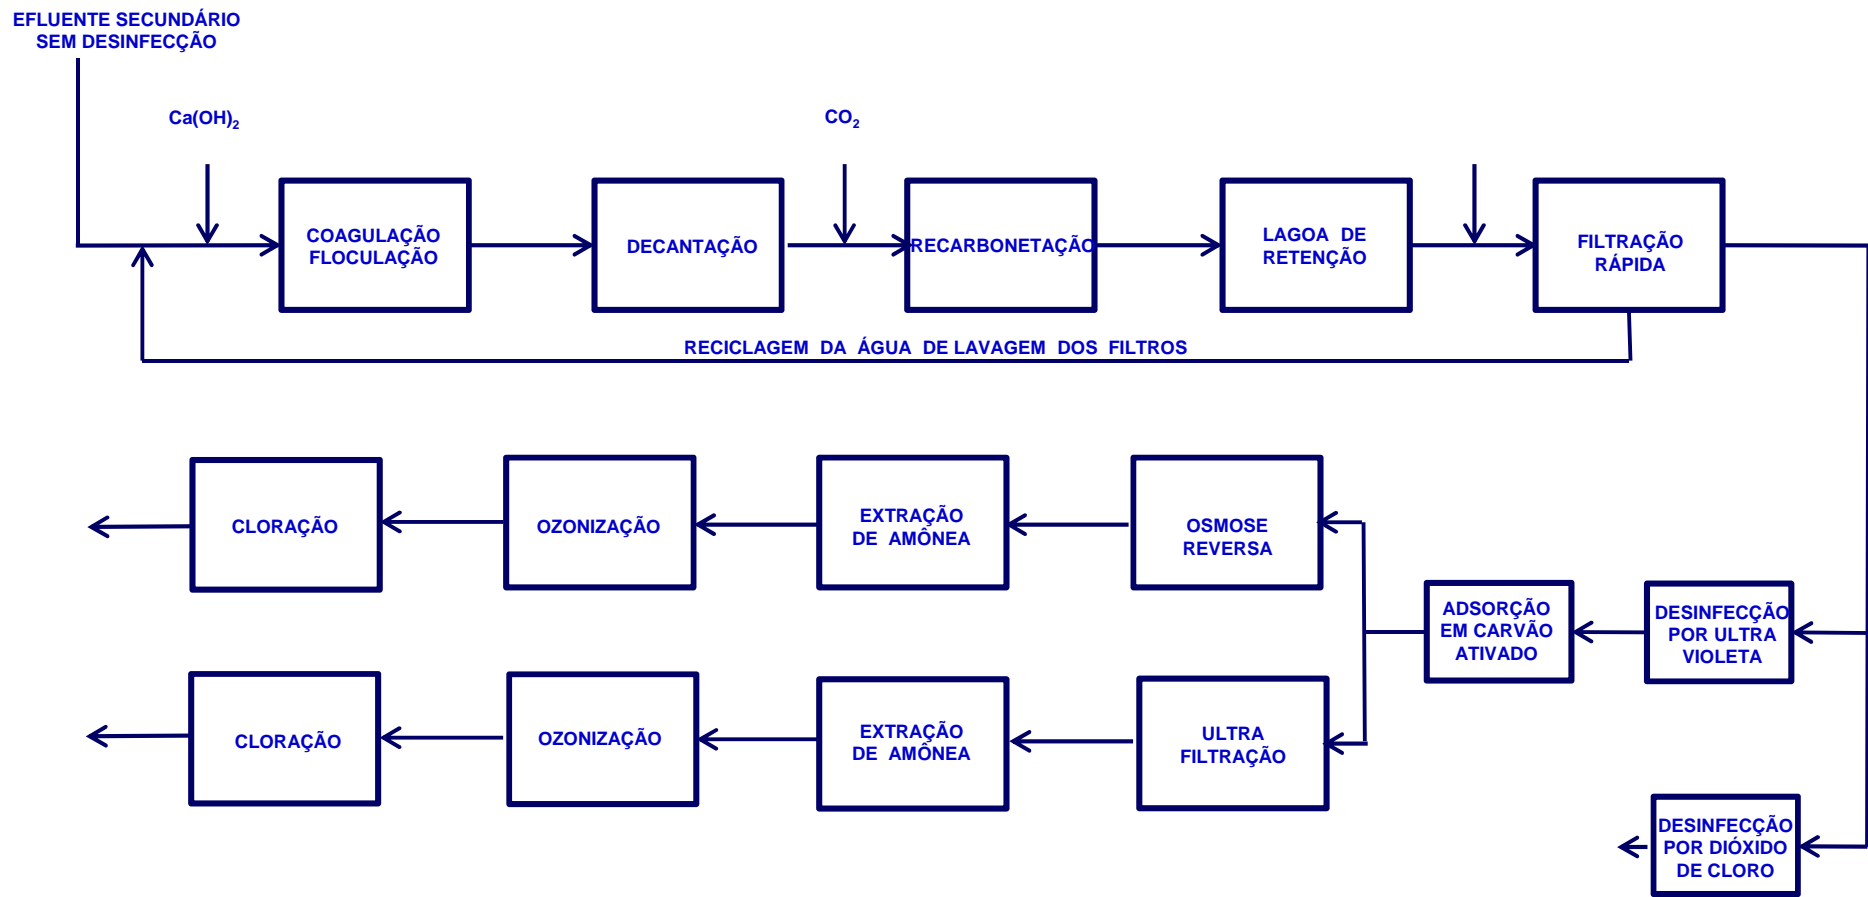 EFLUENTE SECUNDÁRIO
SEM DESINFECÇÃO
Ca(OH)2
CO2
COAGULAÇÃO
FLOCULAÇÃO
DECANTAÇÃO
RECARBONETAÇÃO
LAGOA DE
RETENÇÃO
FILTRAÇÃO
RÁPIDA
RECICLAGEM DA ÁGUA DE LAVAGEM DOS FILTROS
CLORAÇÃO
OZONIZAÇÃO
EXTRAÇÃO
DE AMÔNEA
OSMOSE
REVERSA
ADSORÇÃO
EM CARVÃO
ATIVADO
DESINFECÇÃO
POR ULTRA
VIOLETA
CLORAÇÃO
OZONIZAÇÃO
EXTRAÇÃO
DE AMÔNEA
ULTRA
FILTRAÇÃO
DESINFECÇÃO
POR DIÓXIDO
DE CLORO